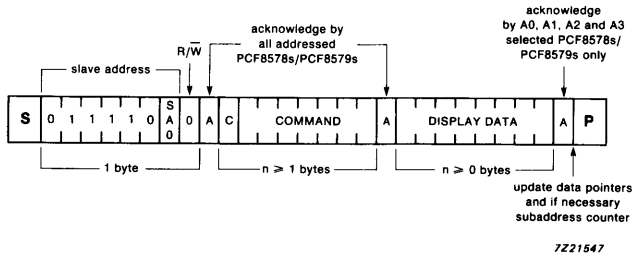 acknowledge
by A0, A1, A2 and A3
selected PCF8578s/
PCF8579s only
acknowledge by
all addressed
PCF8578s/PCF8579s
R/W̅
slave address
S 0 1 1 1 1 0 SA0 0 A C COMMAND A DISPLAY DATA A P
1 byte
n ⩾ 1 bytes
n ⩾ 0 bytes
update data pointers
and if necessary
subaddress counter
7Z21547